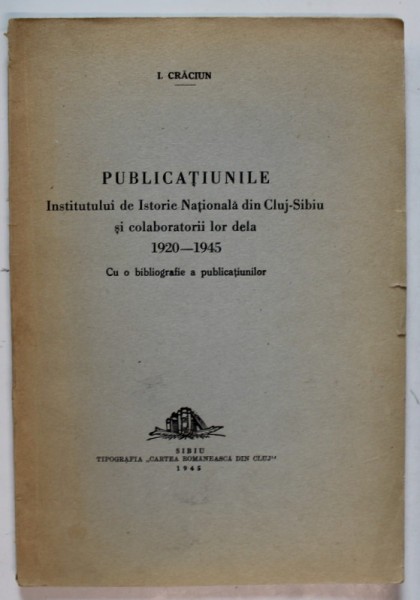 I. CRĂCIUN
PUBLICAȚIUNILE
Institutului de Istorie Națională din Cluj-Sibiu
și colaboratorii lor dela
1920—1945
Cu o bibliografie a publicațiunilor
SIBIU
TIPOGRAFIA „CARTEA ROMÂNEASCĂ DIN CLUJ”
1945